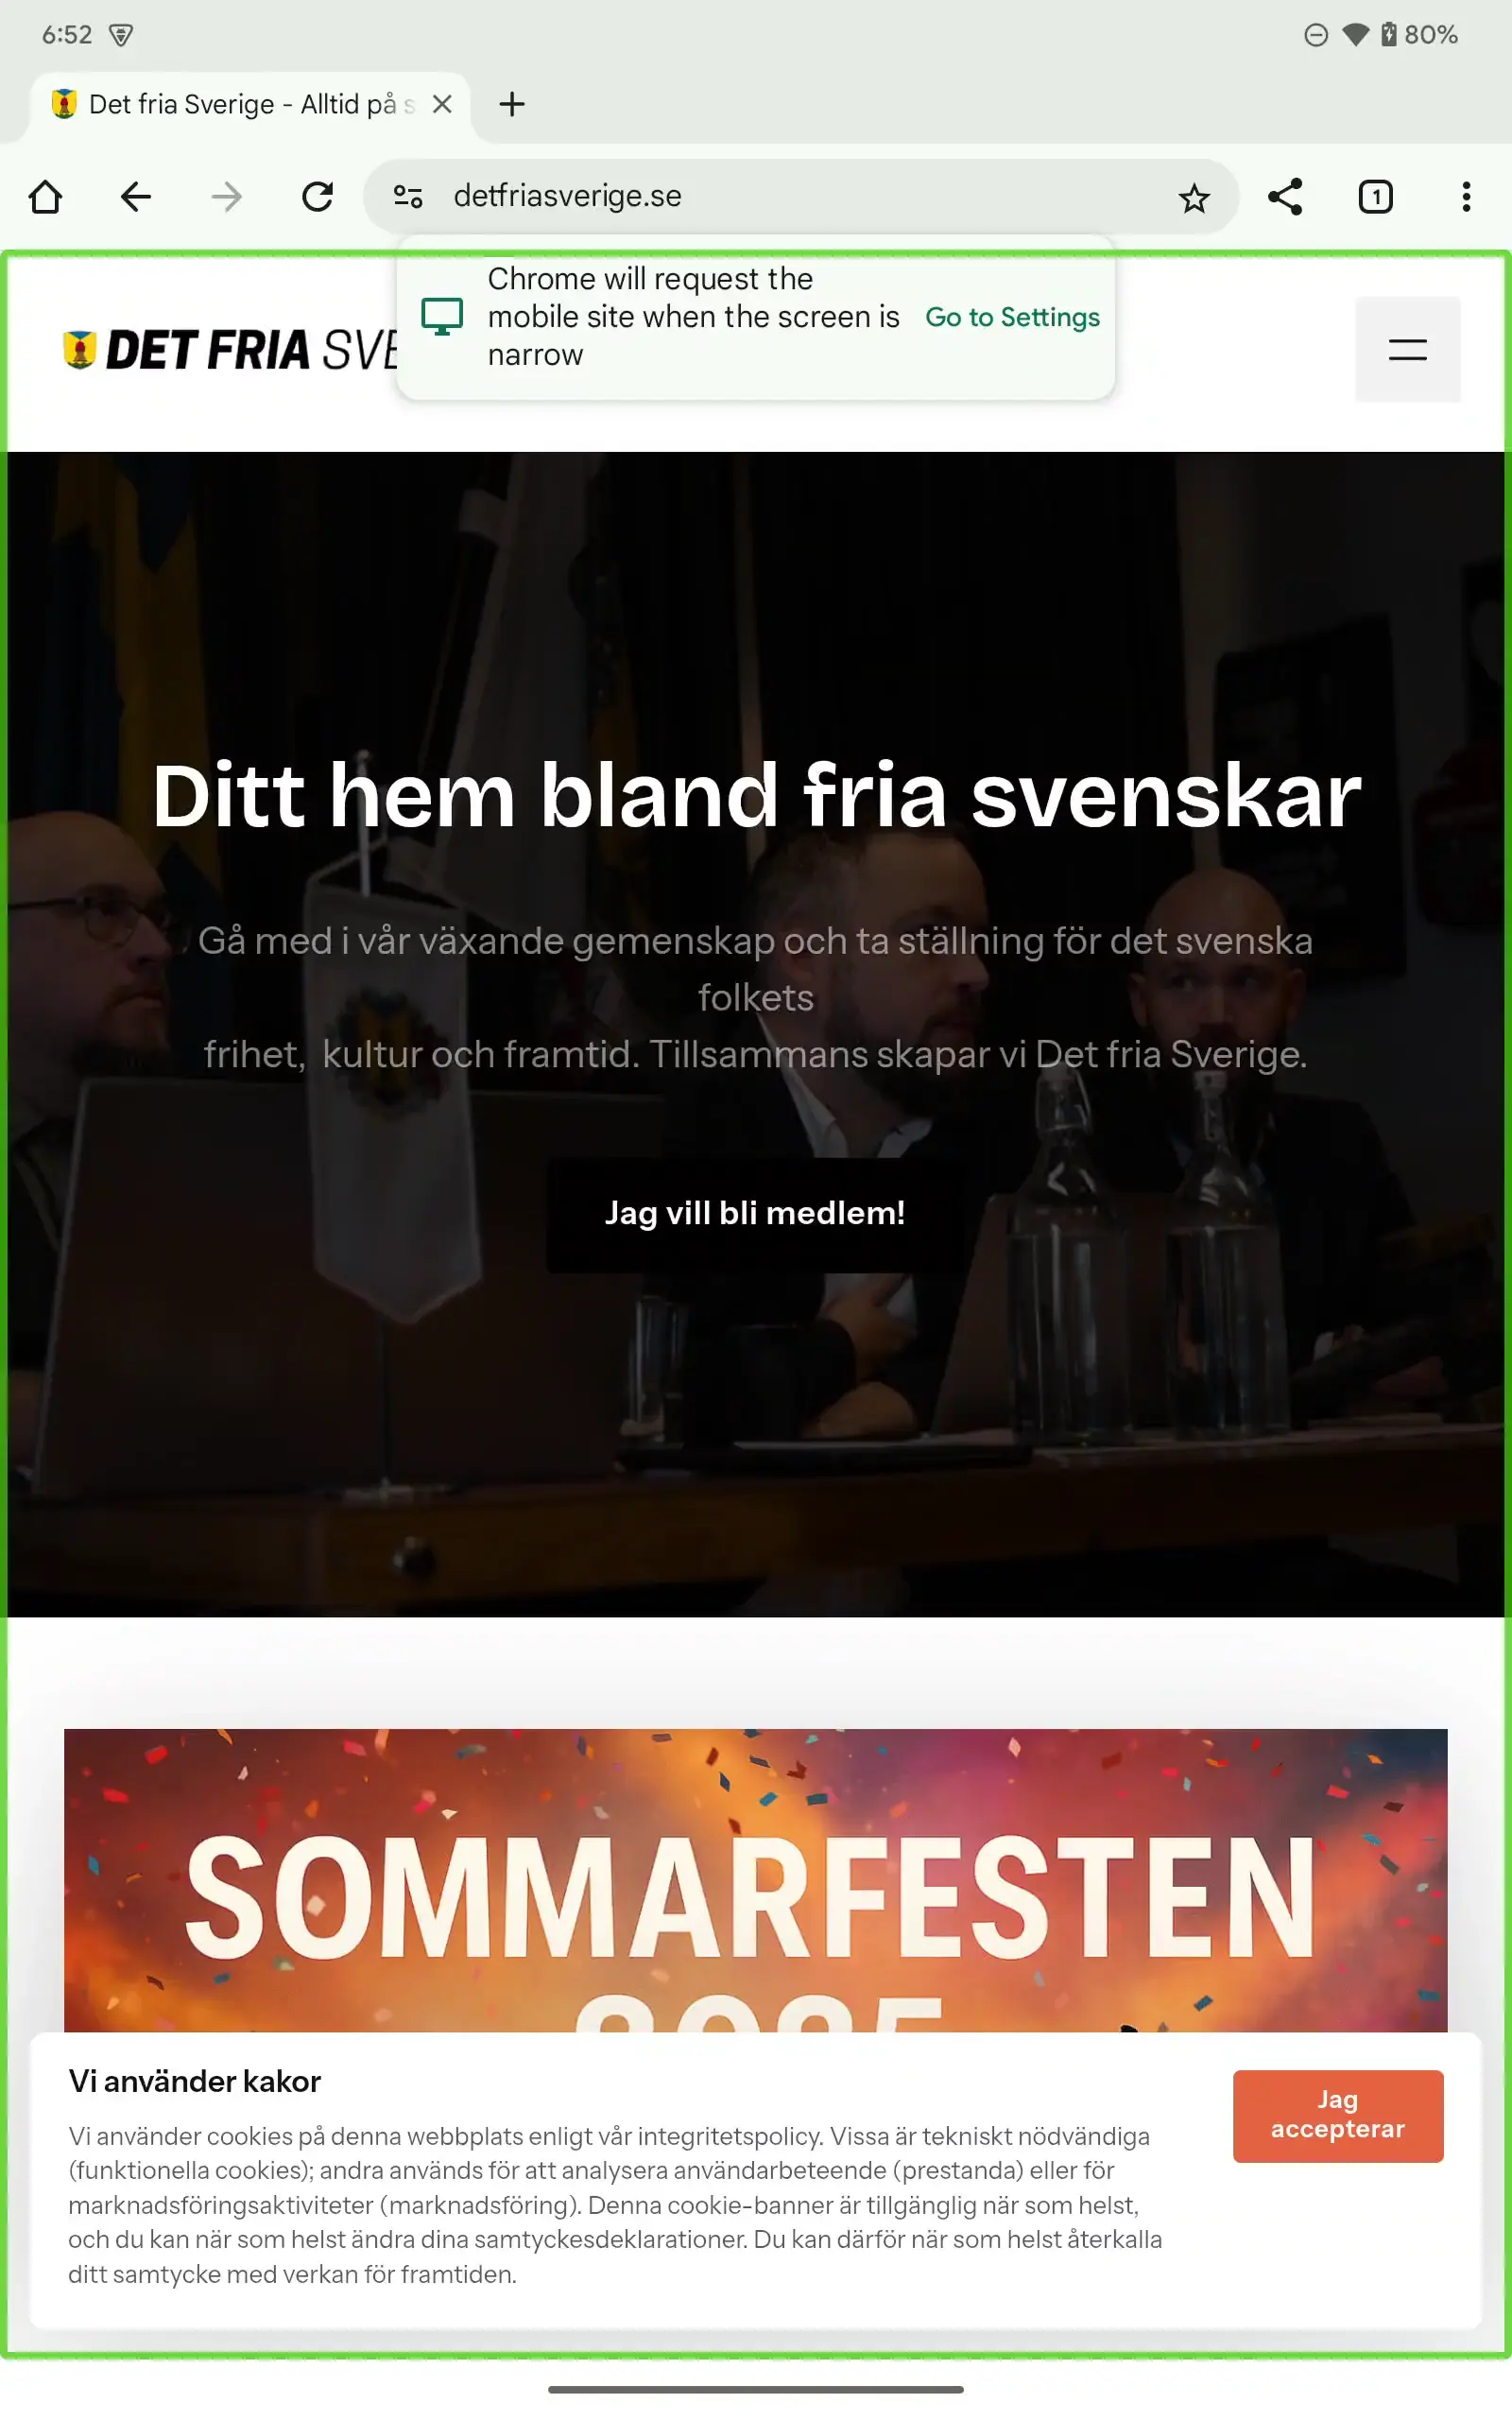 6:52
80%
Det fria Sverige - Alltid på s
detfriasverige.se
1
Chrome will request the
mobile site when the screen is
narrow
Go to Settings
DET FRIA SVE
Ditt hem bland fria svenskar
Gå med i vår växande gemenskap och ta ställning för det svenska
folkets
frihet, kultur och framtid. Tillsammans skapar vi Det fria Sverige.
Jag vill bli medlem!
SOMMARFESTEN
2025
Vi använder kakor
Vi använder cookies på denna webbplats enligt vår integritetspolicy. Vissa är tekniskt nödvändiga
(funktionella cookies); andra används för att analysera användarbeteende (prestanda) eller för
marknadsföringsaktiviteter (marknadsföring). Denna cookie-banner är tillgänglig när som helst,
och du kan när som helst ändra dina samtyckesdeklarationer. Du kan därför när som helst återkalla
ditt samtycke med verkan för framtiden.
Jag
accepterar